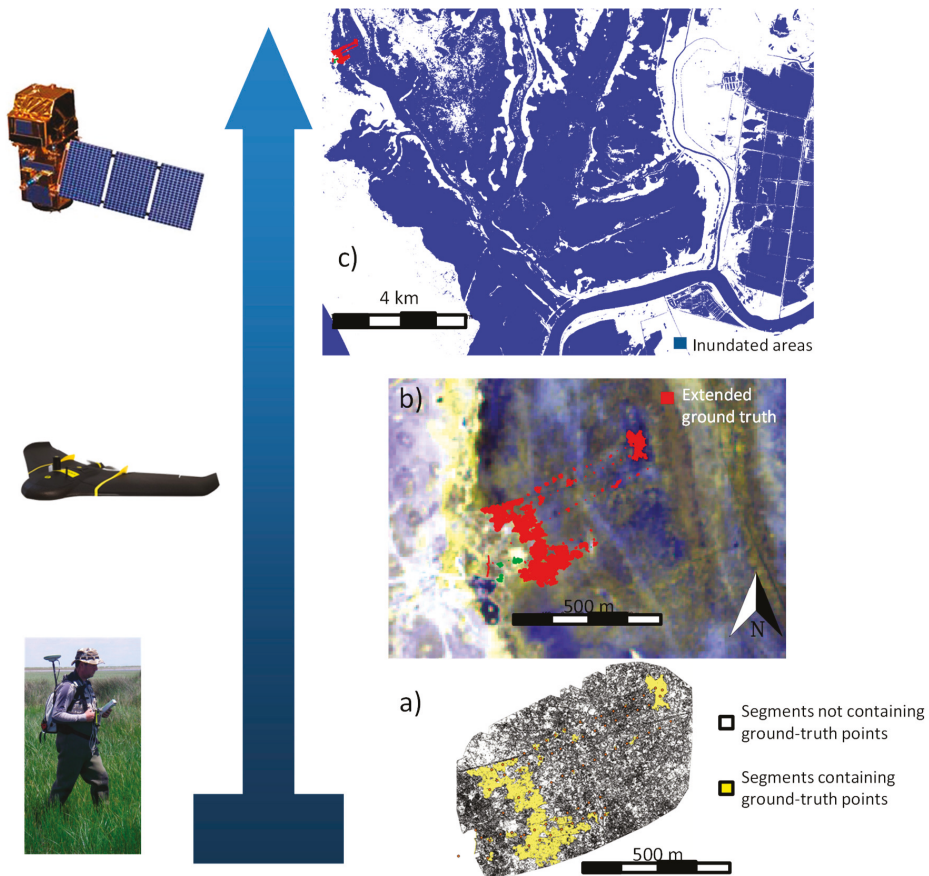 c)
4 km
Inundated areas
b)
Extended
ground truth
500 m
N
a)
Segments not containing
ground-truth points
Segments containing
ground-truth points
500 m